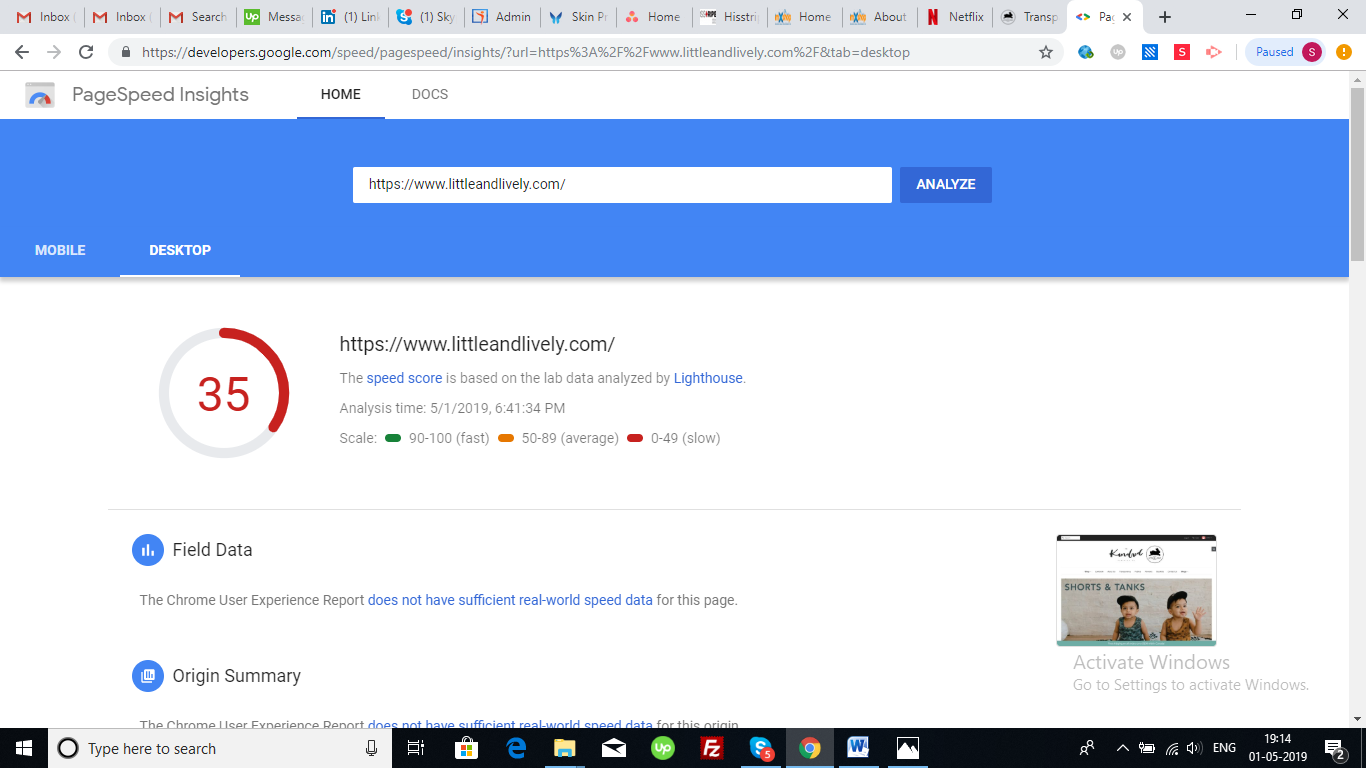 Inbox (
Inbox (
Search
Up
Messa
in
(1) Link
(1) Sky
Admin
Skin Pr
Home
Hisstri
Home
About
Netflix
Transp
Pag
https://developers.google.com/speed/pagespeed/insights/?url=https%3A%2F%2Fwww.littleandlively.com%2F&tab=desktop
Up
S
Paused
S
PageSpeed Insights
HOME
DOCS
https://www.littleandlively.com/
ANALYZE
MOBILE
DESKTOP
35
https://www.littleandlively.com/
The speed score is based on the lab data analyzed by Lighthouse.
Analysis time: 5/1/2019, 6:41:34 PM
Scale: 90-100 (fast) 50-89 (average) 0-49 (slow)
Field Data
The Chrome User Experience Report does not have sufficient real-world speed data for this page.
SHORTS & TANKS
Origin Summary
The Chrome User Experience Report does not have sufficient real-world speed data for this origin.
Activate Windows
Go to Settings to activate Windows.
Type here to search
Up
Fz
5
W
ENG
19:14
01-05-2019
2